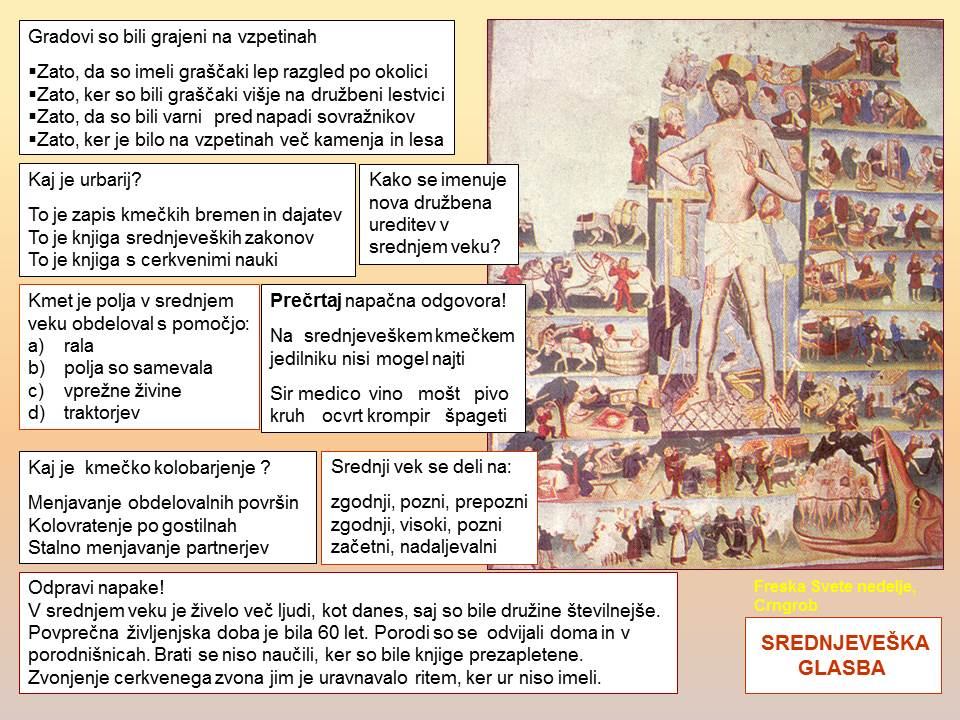 Gradovi so bili grajeni na vzpetinah
▪Zato, da so imeli graščaki lep razgled po okolici
▪Zato, ker so bili graščaki višje na družbeni lestvici
▪Zato, da so bili varni pred napadi sovražnikov
▪Zato, ker je bilo na vzpetinah več kamenja in lesa
Kaj je urbarij?
To je zapis kmečkih bremen in dajatev
To je knjiga srednjeveških zakonov
To je knjiga s cerkvenimi nauki
Kako se imenuje
nova družbena
ureditev v
srednjem veku?
Kmet je polja v srednjem
veku obdeloval s pomočjo:
a) rala
b) polja so samevala
c) vprežne živine
d) traktorjev
Prečrtaj napačna odgovora!
Na srednjeveškem kmečkem
jedilniku nisi mogel najti
Sir medico vino mošt pivo
kruh ocvrt krompir špageti
Kaj je kmečko kolobarjenje ?
Menjavanje obdelovalnih površin
Kolovratenje po gostilnah
Stalno menjavanje partnerjev
Srednji vek se deli na:
zgodnji, pozni, prepozni
zgodnji, visoki, pozni
začetni, nadaljevalni
Odpravi napake!
V srednjem veku je živelo več ljudi, kot danes, saj so bile družine številnejše.
Povprečna življenjska doba je bila 60 let. Porodi so se odvijali doma in v
porodnišnicah. Brati se niso naučili, ker so bile knjige prezapletene.
Zvonjenje cerkvenega zvona jim je uravnavalo ritem, ker ur niso imeli.
Freska Svete nedelje,
Crngrob
SREDNJEVEŠKA
GLASBA